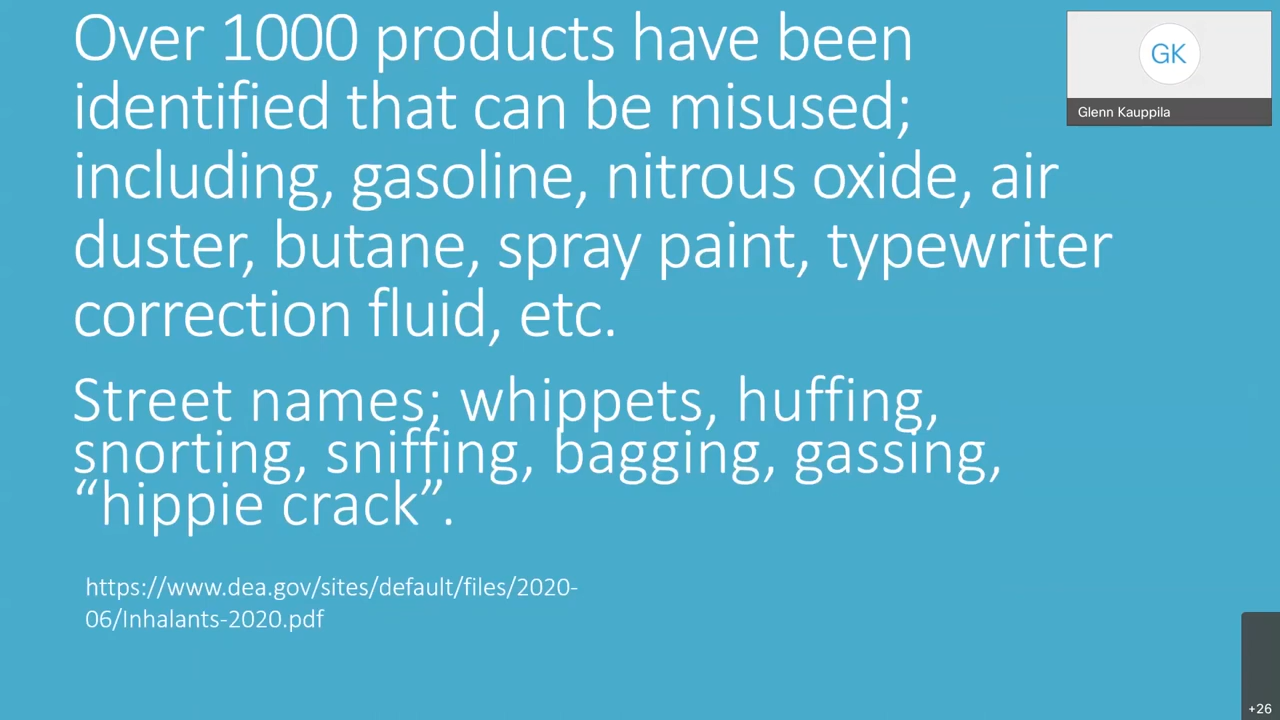 Over 1000 products have been
identified that can be misused;
including, gasoline, nitrous oxide, air
duster, butane, spray paint, typewriter
correction fluid, etc.
Street names; whippets, huffing,
snorting, sniffing, bagging, gassing,
“hippie crack”.
https://www.dea.gov/sites/default/files/2020-
06/Inhalants-2020.pdf
GK
Glenn Kauppila
+26